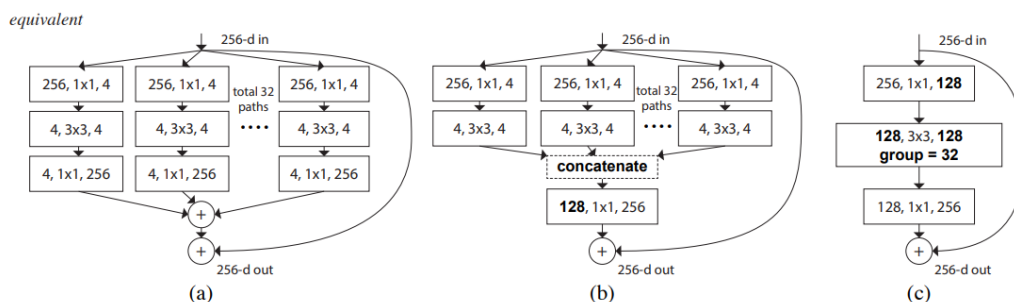 equivalent
256-d in
256, 1x1, 4
256, 1x1, 4
256, 1x1, 4
total 32
paths
4, 3x3, 4
4, 3x3, 4
....
4, 3x3, 4
4, 1x1, 256
4, 1x1, 256
4, 1x1, 256
+
+
256-d out
(a)
256-d in
256, 1x1, 4
256, 1x1, 4
256, 1x1, 4
total 32
paths
4, 3x3, 4
4, 3x3, 4
....
4, 3x3, 4
concatenate
128, 1x1, 256
+
256-d out
(b)
256-d in
256, 1x1, 128
128, 3x3, 128
group = 32
128, 1x1, 256
+
256-d out
(c)